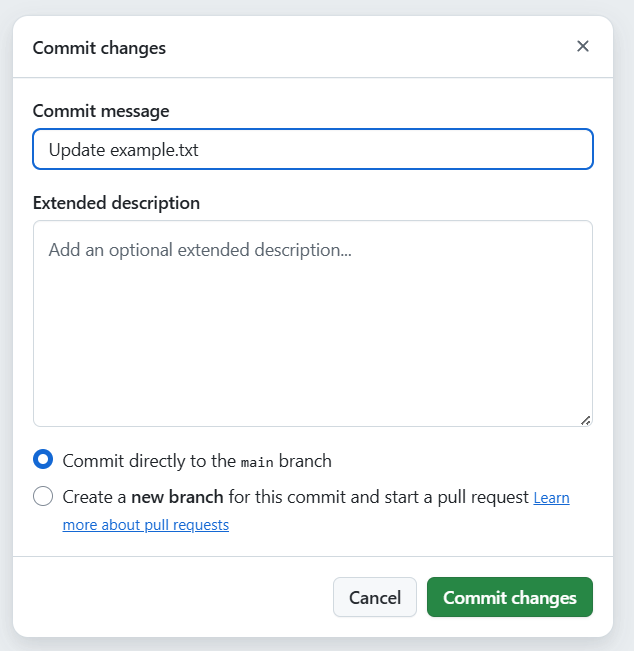 Commit changes
Commit message
Update example.txt
Extended description
Add an optional extended description...
Commit directly to the main branch
Create a new branch for this commit and start a pull request Learn
more about pull requests
Cancel
Commit changes